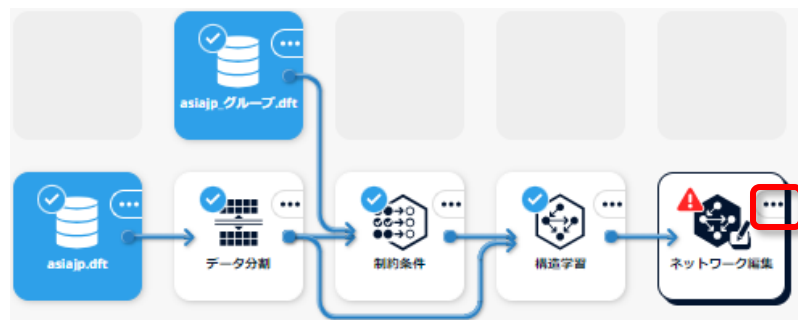 asiajp_グループ.dft
asiajp.dft
データ分割
制約条件
構造学習
ネットワーク編集